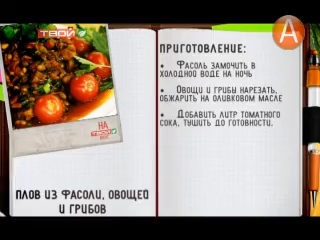 ТВОЙ
НА
ПЛОВ ИЗ ФАСОЛИ, ОВОЩЕЙ
И ГРИБОВ
А
ПРИГОТОВЛЕНИЕ:
• ФАСОЛЬ ЗАМОЧИТЬ В
ХОЛОДНОЙ ВОДЕ НА НОЧЬ
• ОВОЩИ И ГРИБЫ НАРЕЗАТЬ,
ОБЖАРИТЬ НА ОЛИВКОВОМ МАСЛЕ
• ДОБАВИТЬ ЛИТР ТОМАТНОГО
СОКА, ТУШИТЬ ДО ГОТОВНОСТИ.